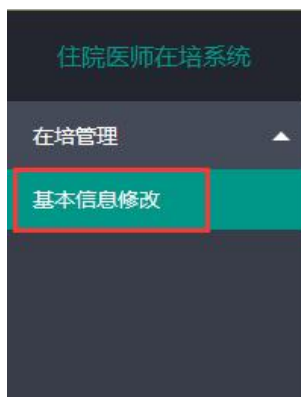 住院医师在培系统
在培管理
基本信息修改